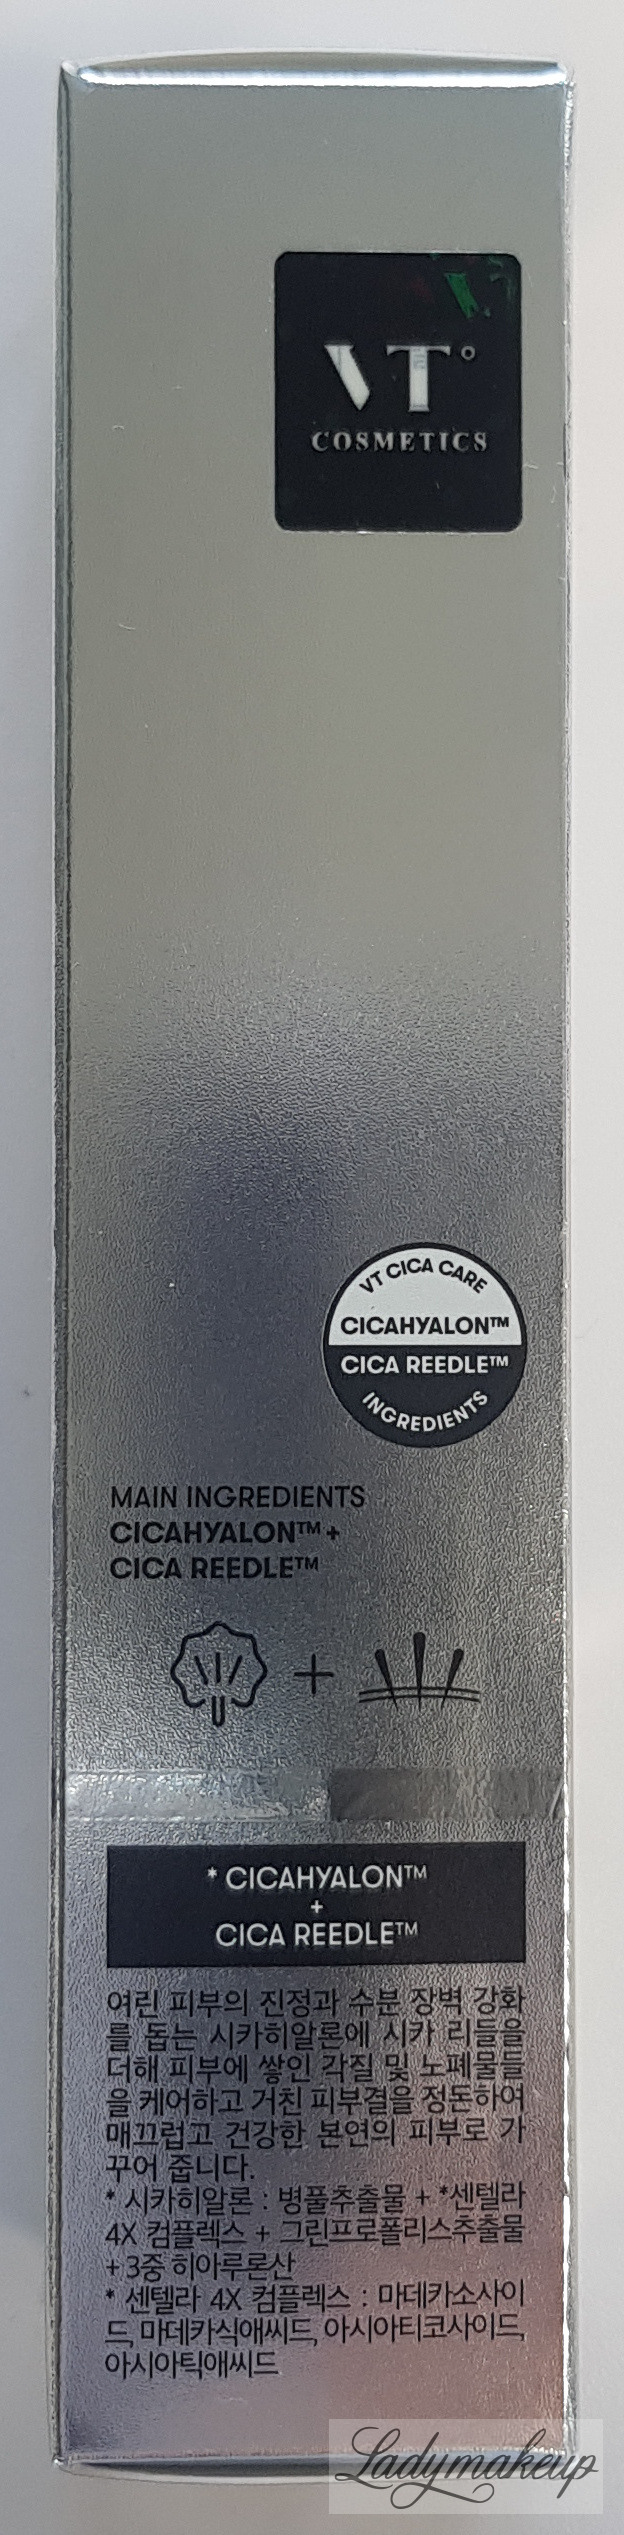 VT°
COSMETICS
VT CICA CARE
CICAHYALON™
CICA REEDLE™
INGREDIENTS
MAIN INGREDIENTS
CICAHYALON™ +
CICA REEDLE™
* CICAHYALON™
+
CICA REEDLE™
여린 피부의 진정과 수분 장벽 강화
를 돕는 시카히알론에 시카 리들을
더해 피부에 쌓인 각질 및 노폐물들
을 케어하고 거친 피부결을 정돈하여
매끄럽고 건강한 본연의 피부로 가
꾸어 줍니다.
* 시카히알론 : 병풀추출물 + *센텔라
4X 컴플렉스 + 그린프로폴리스추출물
+ 3중 히아루론산
* 센텔라 4X 컴플렉스 : 마데카소사이
드, 마데카식애씨드, 아시아티코사이드,
아시아틱애씨드
Ladymakeup